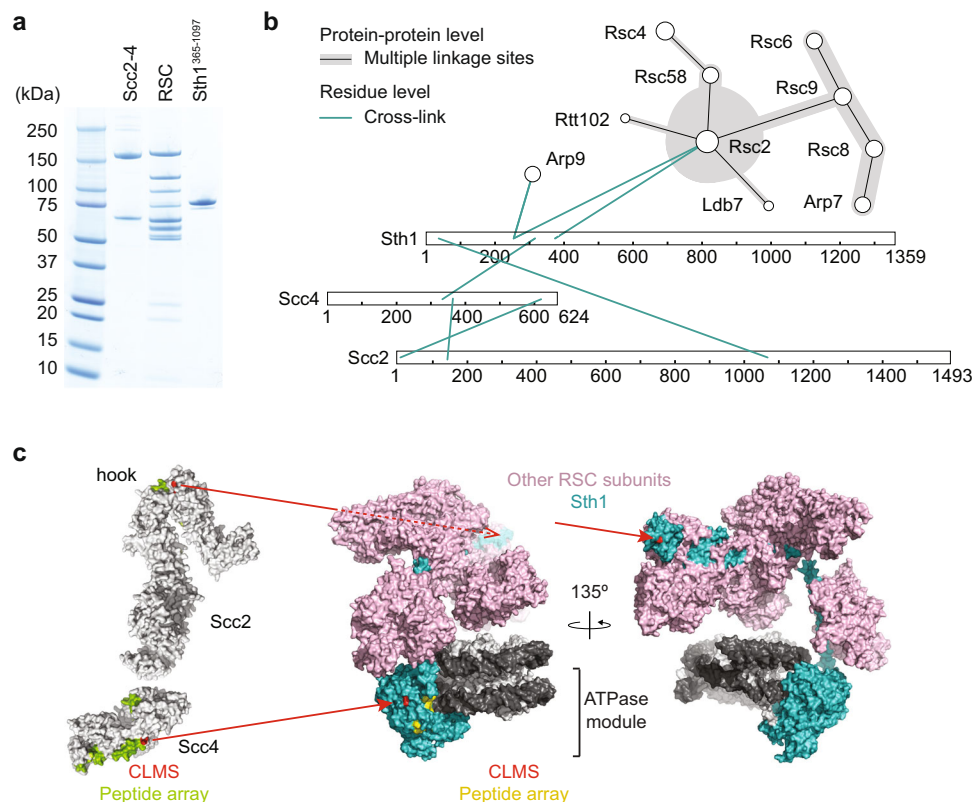 a
Scc2-4
RSC
Sth1365-1097
(kDa)
250
150
100
75
50
37
25
20
15
10
b
Protein-protein level
Multiple linkage sites
Residue level
Cross-link
Rsc4
Rsc58
Rsc6
Rsc9
Rtt102
Rsc2
Rsc8
Arp9
Ldb7
Arp7
Sth1
1 200 400 600 800 1000 1200 1359
Scc4
1 200 400 600 624
Scc2
1 200 400 600 800 1000 1200 1400 1493
c
hook
Other RSC subunits
Sth1
135º
Scc2
ATPase
module
Scc4
CLMS
Peptide array
CLMS
Peptide array